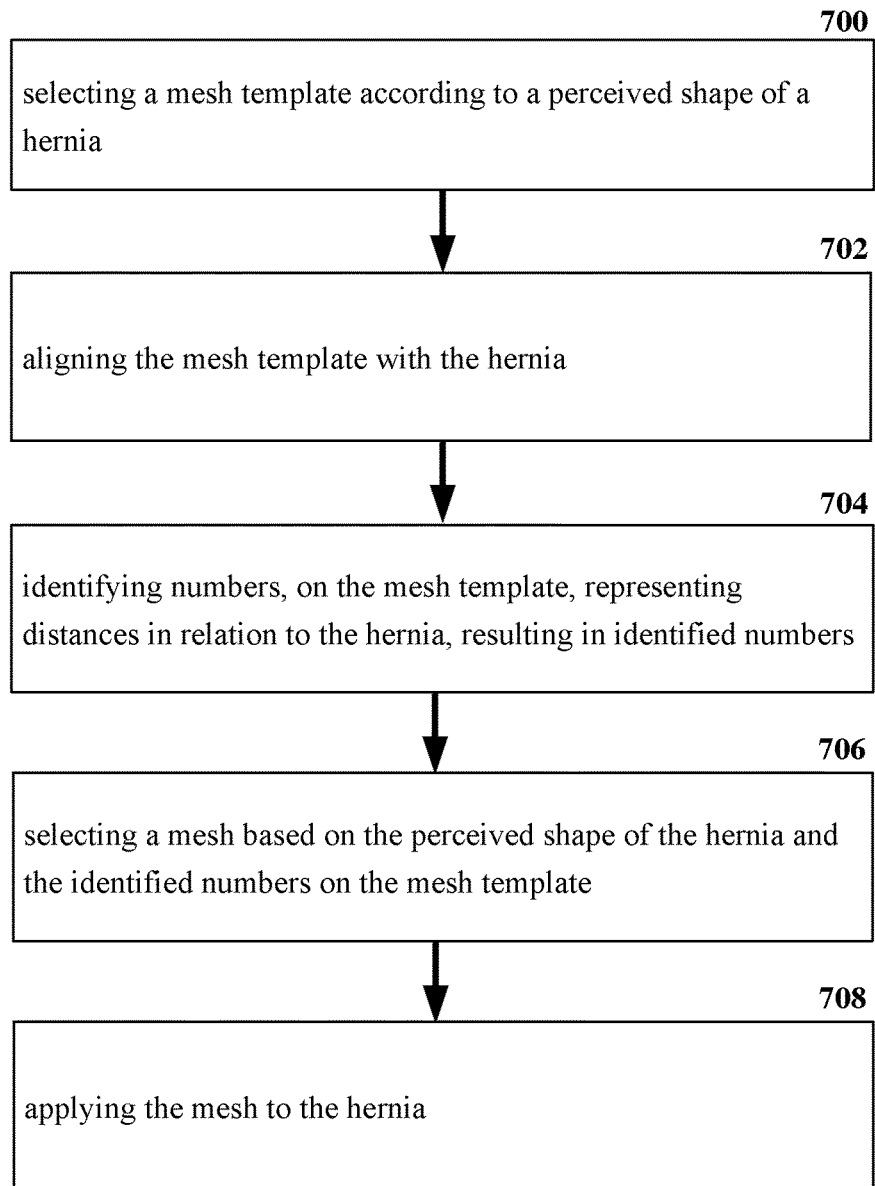 700
selecting a mesh template according to a perceived shape of a
hernia
702
aligning the mesh template with the hernia
704
identifying numbers, on the mesh template, representing
distances in relation to the hernia, resulting in identified numbers
706
selecting a mesh based on the perceived shape of the hernia and
the identified numbers on the mesh template
708
applying the mesh to the hernia